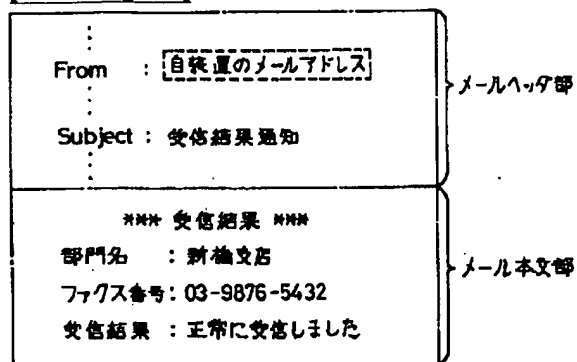 From : 自装置のメールアドレス
メールヘッダ部
Subject : 受信結果通知
*** 受信結果 ***
部門名 : 新橋支店
メール本文部
ファクス番号 : 03-9876-5432
受信結果 : 正常に受信しました